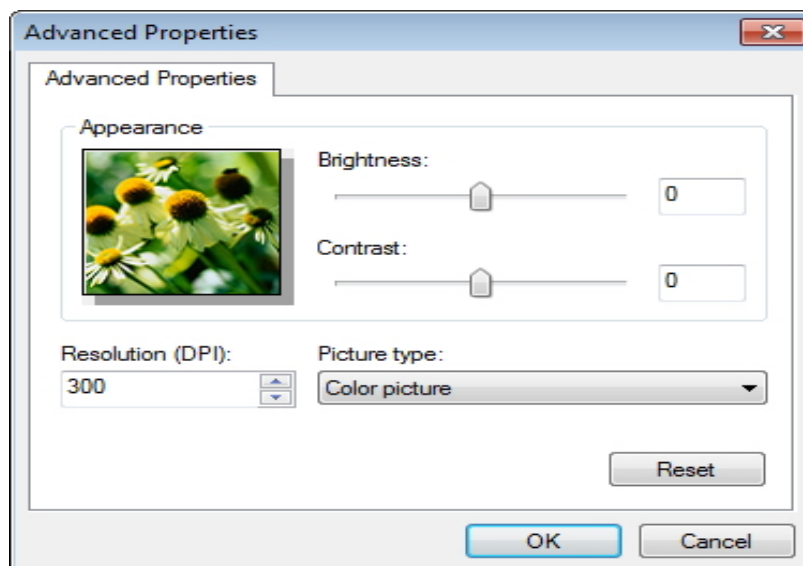 Advanced Properties
Advanced Properties
Appearance
Brightness:
0
Contrast:
0
Resolution (DPI):
300
Picture type:
Color picture
Reset
OK
Cancel